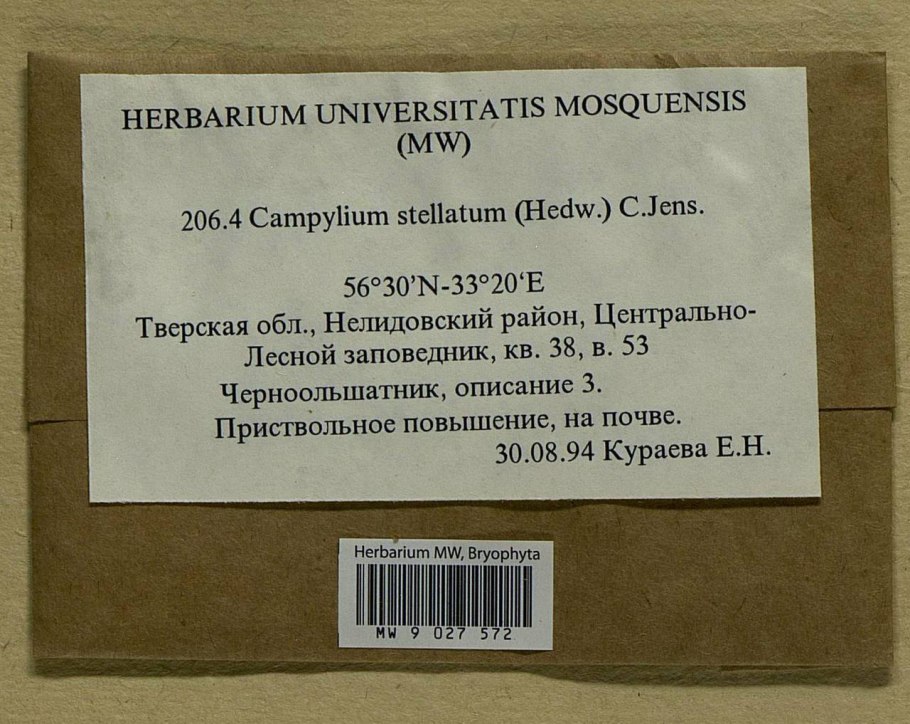 HERBARIUM UNIVERSITATIS MOSQUENSIS
(MW)
206.4 Campylium stellatum (Hedw.) C.Jens.
56°30’N-33°20‘E
Тверская обл., Нелидовский район, Центрально-
Лесной заповедник, кв. 38, в. 53
Черноольшатник, описание 3.
Приствольное повышение, на почве.
30.08.94 Кураева Е.Н.
Herbarium MW, Bryophyta
MW 9 027 572